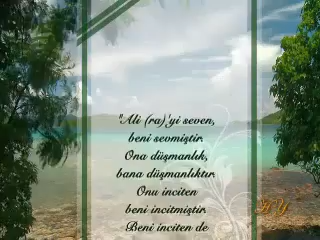 "Ali (ra)'yi seven,
beni sevmiştir.
Ona düşmanlık,
bana düşmanlıktır.
Onu inciten
beni incitmiştir.
Beni inciten de